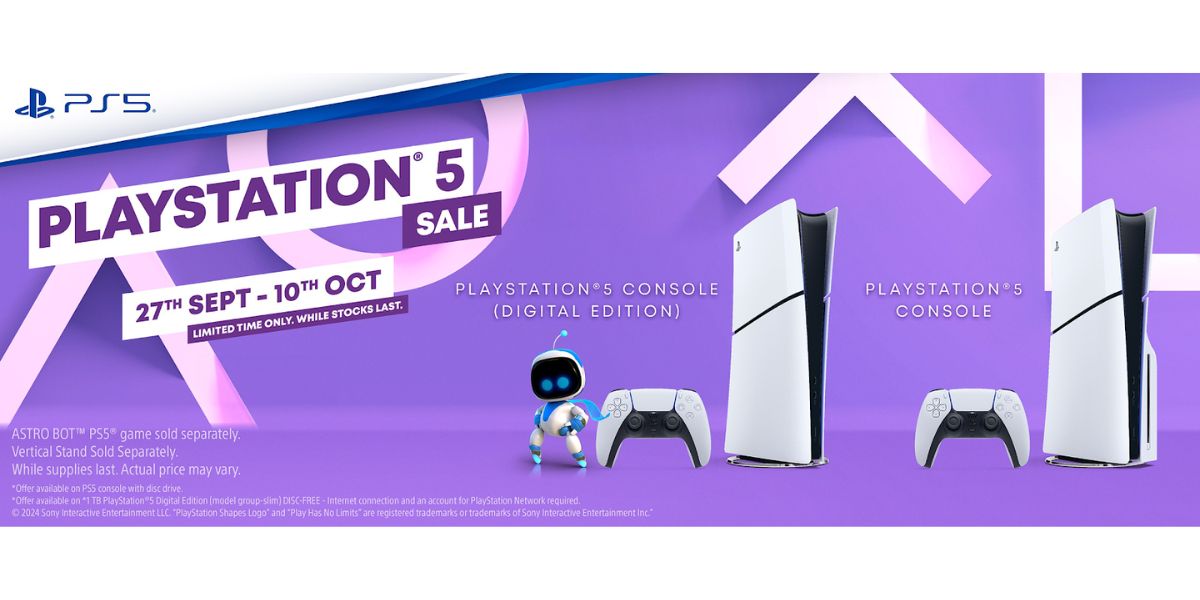 PS5®
PLAYSTATION® 5
SALE
27TH SEPT - 10TH OCT
LIMITED TIME ONLY. WHILE STOCKS LAST.
PLAYSTATION®5 CONSOLE
(DIGITAL EDITION)
PLAYSTATION®5
CONSOLE
ASTRO BOT™ PS5® game sold separately.
Vertical Stand Sold Separately.
While supplies last. Actual price may vary.
*Offer available on PS5 console with disc drive.
*Offer available on "1 TB PlayStation®5 Digital Edition (model group-slim) DISC-FREE - Internet connection and an account for PlayStation Network required.
© 2024 Sony Interactive Entertainment LLC. "PlayStation Shapes Logo" and "Play Has No Limits" are registered trademarks or trademarks of Sony Interactive Entertainment Inc."